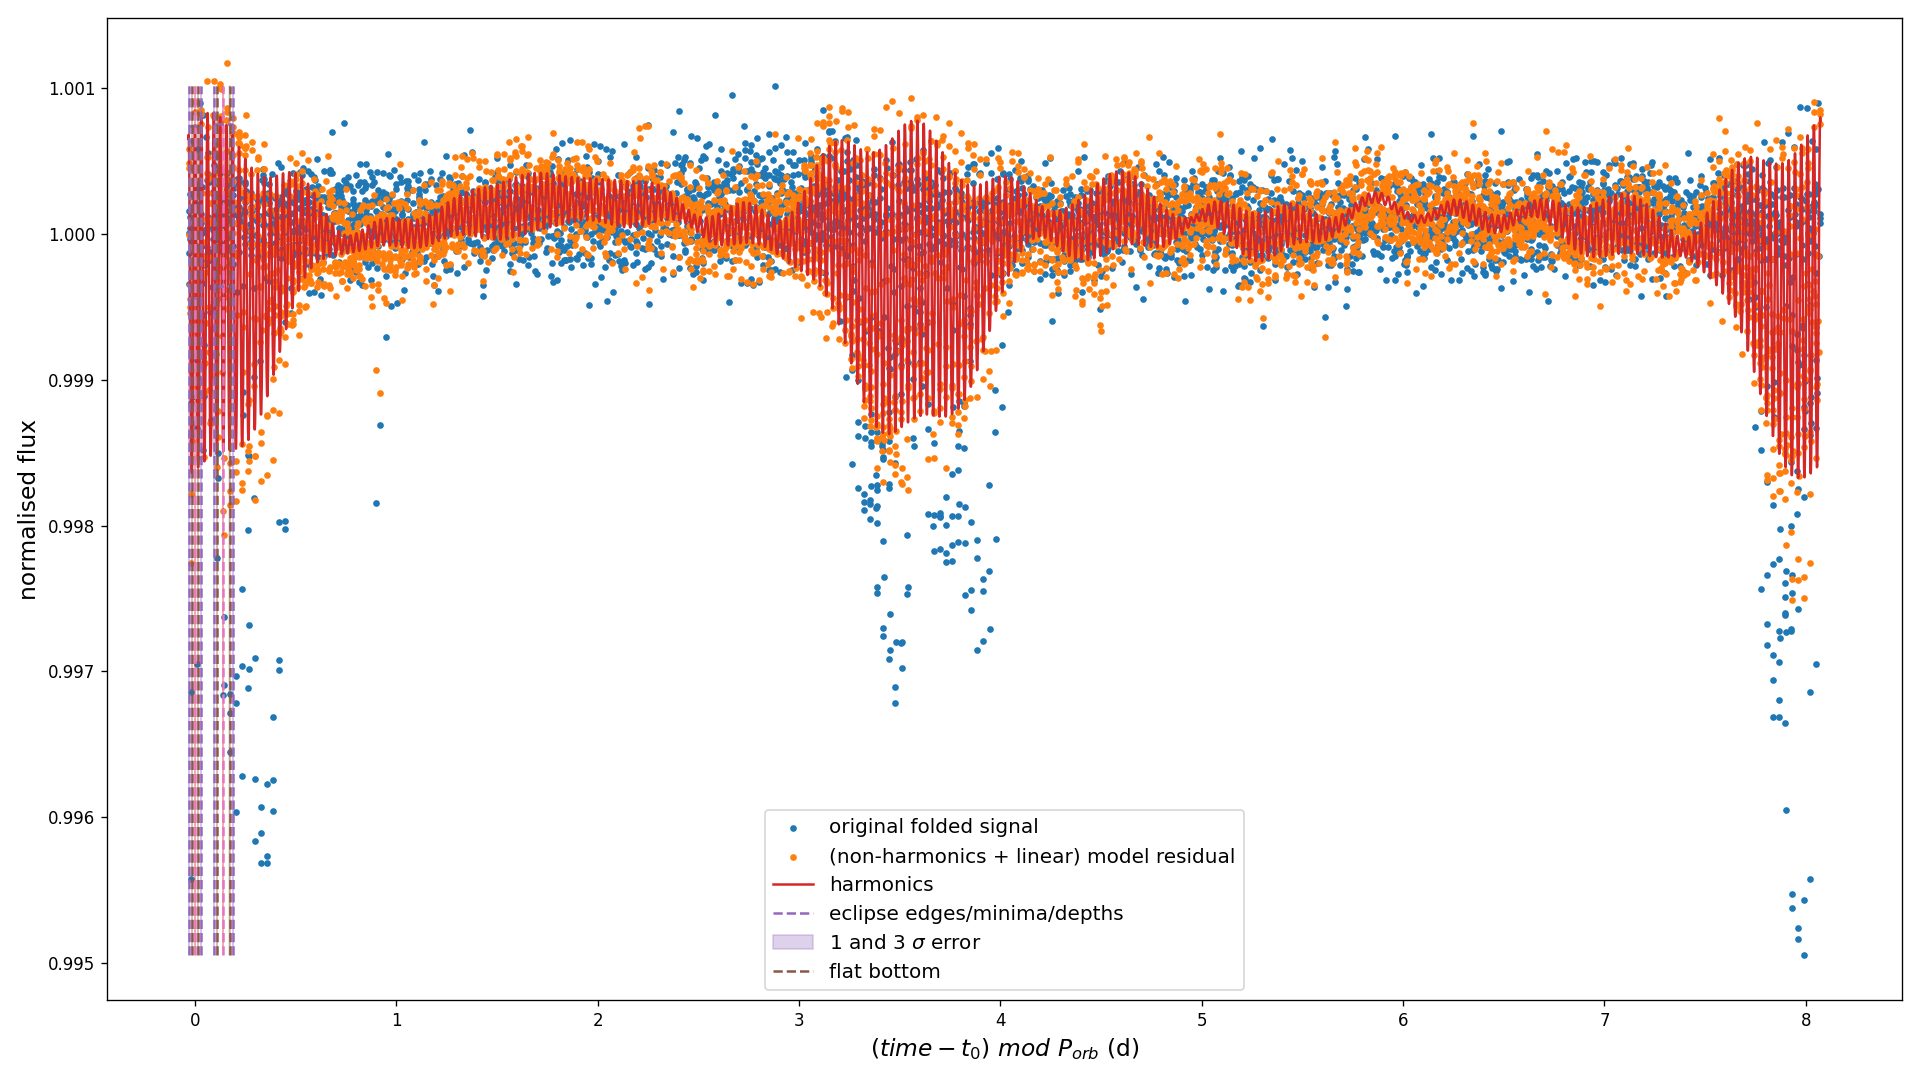 1.001
1.000
0.999
0.998
0.997
0.996
0.995
normalised flux
original folded signal
(non-harmonics + linear) model residual
harmonics
eclipse edges/minima/depths
1 and 3 σ error
flat bottom
0 1 2 3 4 5 6 7 8
(time − t₀) mod Pₒᵣb (d)